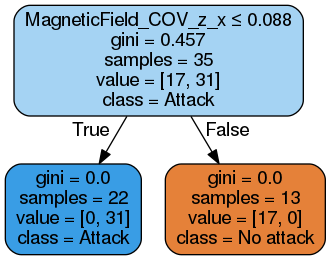 MagneticField_COV_z_x ≤ 0.088
gini = 0.457
samples = 35
value = [17, 31]
class = Attack
True
False
gini = 0.0
samples = 22
value = [0, 31]
class = Attack
gini = 0.0
samples = 13
value = [17, 0]
class = No attack